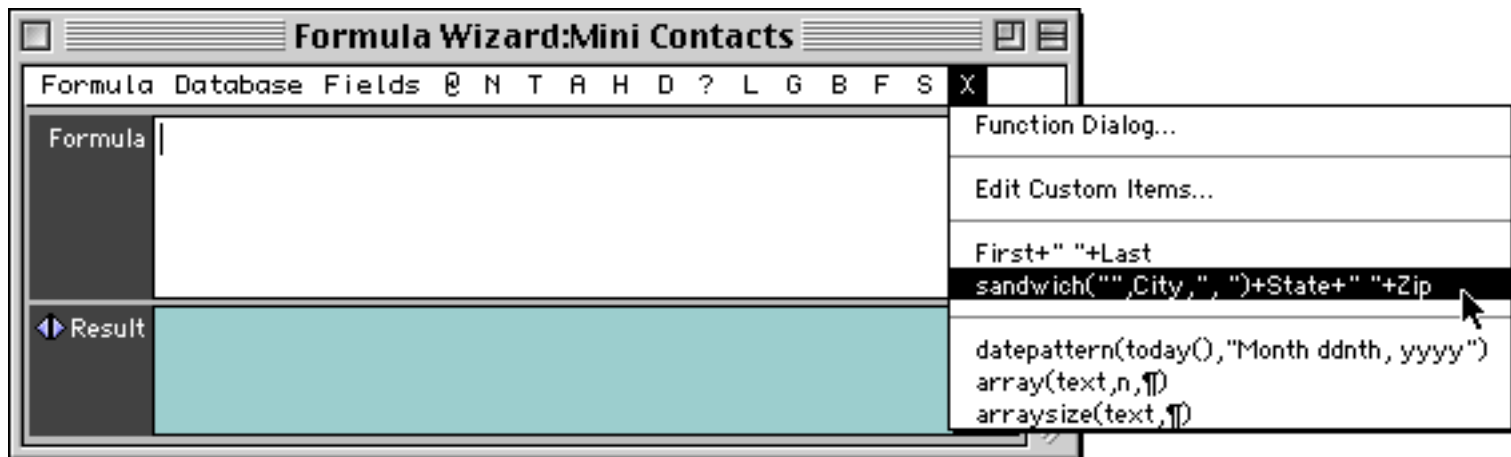 Formula Wizard:Mini Contacts
Formula Database Fields @ N T A H D ? L G B F S X
Formula
Function Dialog...
Edit Custom Items...
First+" "+Last
sandwich("",City,", ")+State+" "+Zip
Result
datepattern(today(),"Month ddnth, yyyy")
array(text,n,¶)
arraysize(text,¶)